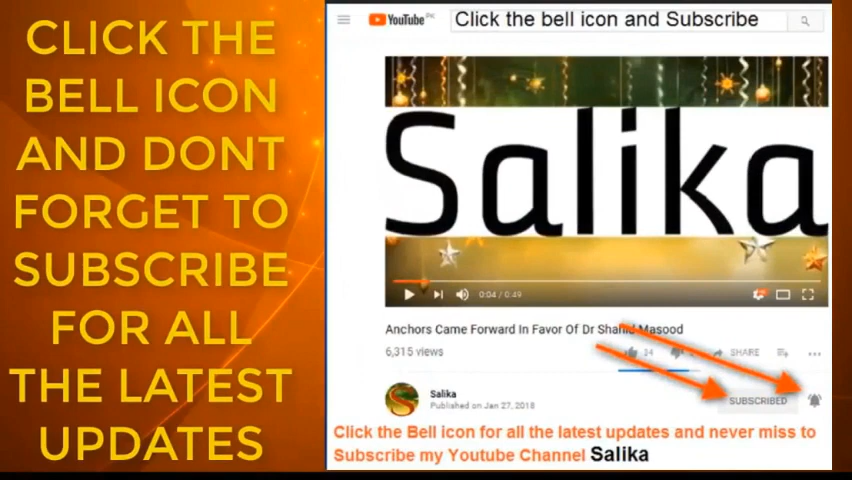 CLICK THE
BELL ICON
AND DONT
FORGET TO
SUBSCRIBE
FOR ALL
THE LATEST
UPDATES
YouTube PK
Click the bell icon and Subscribe
Salika
0:04 / 0:49
Anchors Came Forward In Favor Of Dr Shahid Masood
6,315 views
34
SHARE
Salika
Published on Jan 27, 2018
SUBSCRIBED
Click the Bell icon for all the latest updates and never miss to
Subscribe my Youtube Channel Salika